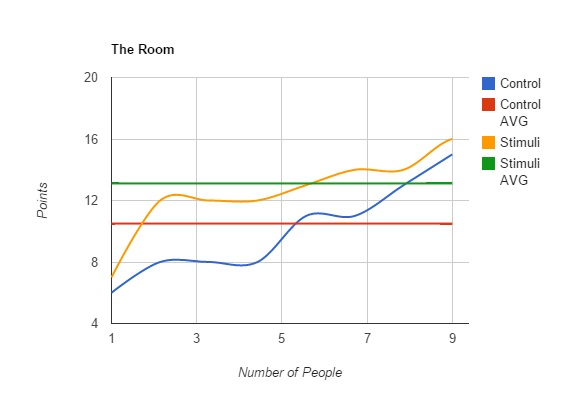 The Room
20
16
12
8
4
1 3 5 7 9
Points
Number of People
Control
Control
AVG
Stimuli
Stimuli
AVG